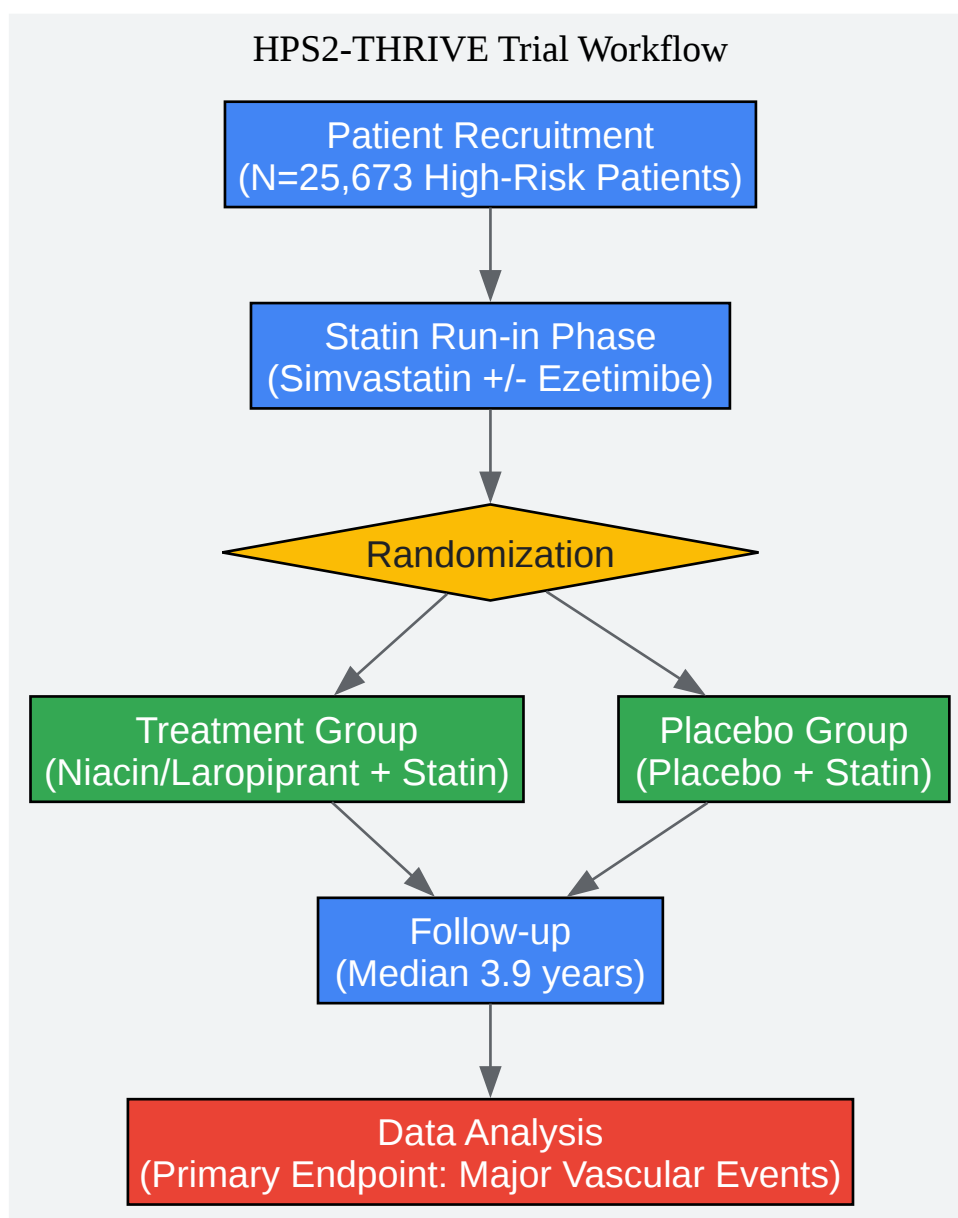 HPS2-THRIVE Trial Workflow
Patient Recruitment
(N=25,673 High-Risk Patients)
Statin Run-in Phase
(Simvastatin +/- Ezetimibe)
Randomization
Treatment Group
(Niacin/Laropiprant + Statin)
Placebo Group
(Placebo + Statin)
Follow-up
(Median 3.9 years)
Data Analysis
(Primary Endpoint: Major Vascular Events)